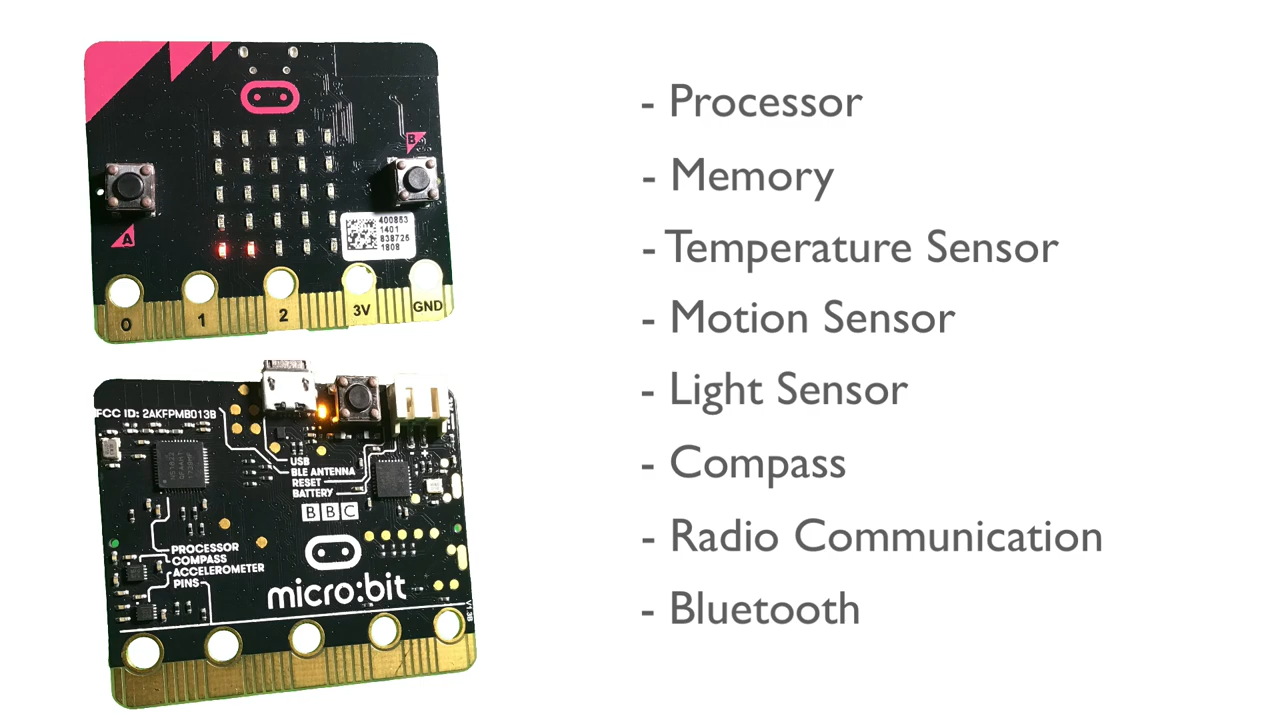 B
A
400863
1401
838725
1808
0
1
2
3V
GND
FCC ID: 2AKFPMB013B
USB
BLE ANTENNA
RESET
BATTERY
BBC
PROCESSOR
COMPASS
ACCELEROMETER
PINS
micro:bit
V1.3B
- Processor
- Memory
- Temperature Sensor
- Motion Sensor
- Light Sensor
- Compass
- Radio Communication
- Bluetooth